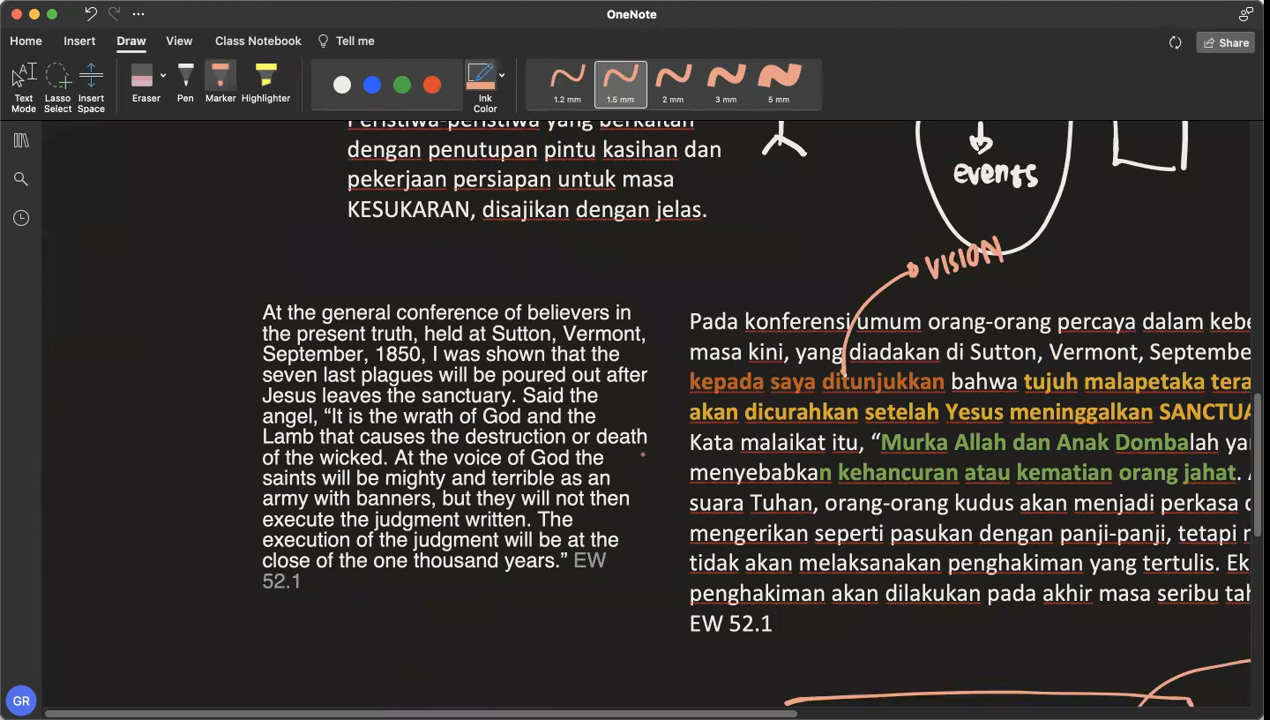 OneNote
Home Insert Draw View Class Notebook Tell me
Share
Text Mode
Lasso Select
Insert Space
Eraser
Pen
Marker
Highlighter
Ink Color
1.2 mm
1.5 mm
2 mm
3 mm
5 mm
Peristiwa-peristiwa yang berkaitan
dengan penutupan pintu kasihan dan
pekerjaan persiapan untuk masa
KESUKARAN, disajikan dengan jelas.
events
VISION
At the general conference of believers in
the present truth, held at Sutton, Vermont,
September, 1850, I was shown that the
seven last plagues will be poured out after
Jesus leaves the sanctuary. Said the
angel, “It is the wrath of God and the
Lamb that causes the destruction or death
of the wicked. At the voice of God the
saints will be mighty and terrible as an
army with banners, but they will not then
execute the judgment written. The
execution of the judgment will be at the
close of the one thousand years.” EW
52.1
Pada konferensi umum orang-orang percaya dalam kebe
masa kini, yang diadakan di Sutton, Vermont, Septembe
kepada saya ditunjukkan bahwa tujuh malapetaka tera
akan dicurahkan setelah Yesus meninggalkan SANCTUA
Kata malaikat itu, “Murka Allah dan Anak Dombalah yan
menyebabkan kehancuran atau kematian orang jahat. A
suara Tuhan, orang-orang kudus akan menjadi perkasa d
mengerikan seperti pasukan dengan panji-panji, tetapi m
tidak akan melaksanakan penghakiman yang tertulis. Ek
penghakiman akan dilakukan pada akhir masa seribu tah
EW 52.1
GR